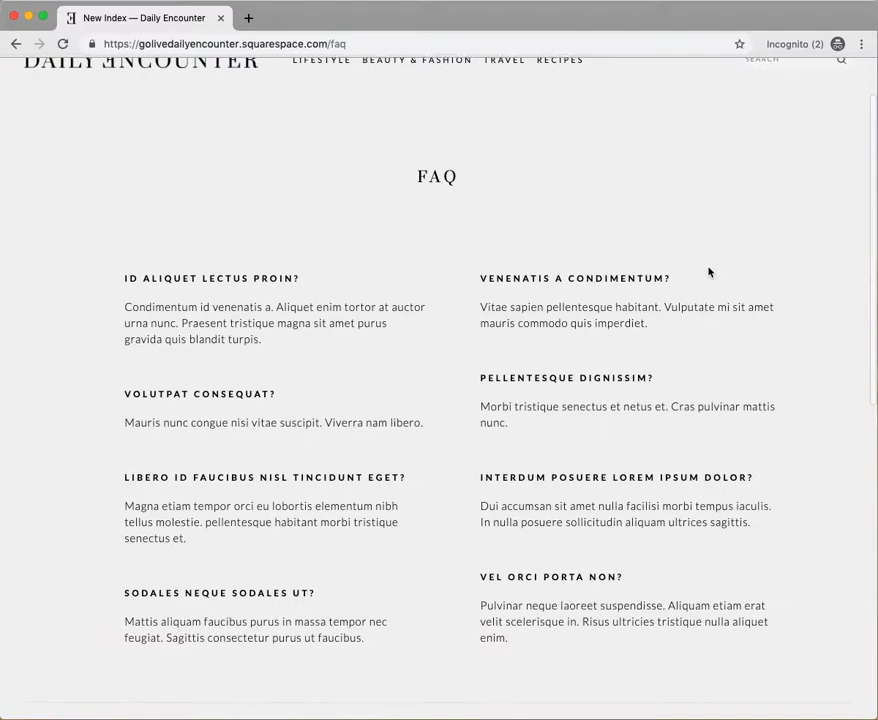 New Index — Daily Encounter
https://golivedailyencounter.squarespace.com/faq
Incognito (2)
DAILY ENCOUNTER
LIFESTYLE BEAUTY & FASHION TRAVEL RECIPES
SEARCH
FAQ
ID ALIQUET LECTUS PROIN?
Condimentum id venenatis a. Aliquet enim tortor at auctor
urna nunc. Praesent tristique magna sit amet purus
gravida quis blandit turpis.
VOLUTPAT CONSEQUAT?
Mauris nunc congue nisi vitae suscipit. Viverra nam libero.
LIBERO ID FAUCIBUS NISL TINCIDUNT EGET?
Magna etiam tempor orci eu lobortis elementum nibh
tellus molestie. pellentesque habitant morbi tristique
senectus et.
SODALES NEQUE SODALES UT?
Mattis aliquam faucibus purus in massa tempor nec
feugiat. Sagittis consectetur purus ut faucibus.
VENENATIS A CONDIMENTUM?
Vitae sapien pellentesque habitant. Vulputate mi sit amet
mauris commodo quis imperdiet.
PELLENTESQUE DIGNISSIM?
Morbi tristique senectus et netus et. Cras pulvinar mattis
nunc.
INTERDUM POSUERE LOREM IPSUM DOLOR?
Dui accumsan sit amet nulla facilisi morbi tempus iaculis.
In nulla posuere sollicitudin aliquam ultrices sagittis.
VEL ORCI PORTA NON?
Pulvinar neque laoreet suspendisse. Aliquam etiam erat
velit scelerisque in. Risus ultricies tristique nulla aliquet
enim.